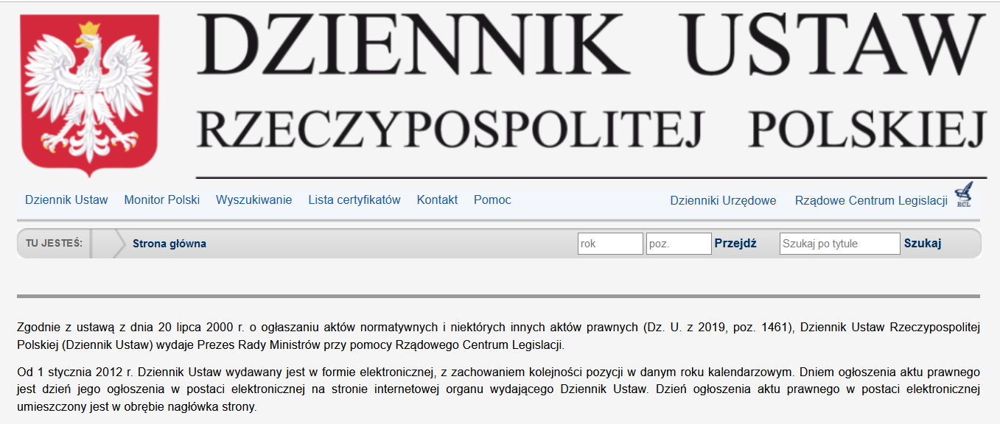 DZIENNIK USTAW
RZECZYPOSPOLITEJ POLSKIEJ
Dziennik Ustaw Monitor Polski Wyszukiwanie Lista certyfikatów Kontakt Pomoc Dzienniki Urzędowe Rządowe Centrum Legislacji RCL
TU JESTEŚ: Strona główna rok poz. Przejdź Szukaj po tytule Szukaj
Zgodnie z ustawą z dnia 20 lipca 2000 r. o ogłaszaniu aktów normatywnych i niektórych innych aktów prawnych (Dz. U. z 2019, poz. 1461), Dziennik Ustaw Rzeczypospolitej
Polskiej (Dziennik Ustaw) wydaje Prezes Rady Ministrów przy pomocy Rządowego Centrum Legislacji.
Od 1 stycznia 2012 r. Dziennik Ustaw wydawany jest w formie elektronicznej, z zachowaniem kolejności pozycji w danym roku kalendarzowym. Dniem ogłoszenia aktu prawnego
jest dzień jego ogłoszenia w postaci elektronicznej na stronie internetowej organu wydającego Dziennik Ustaw. Dzień ogłoszenia aktu prawnego w postaci elektronicznej
umieszczony jest w obrębie nagłówka strony.